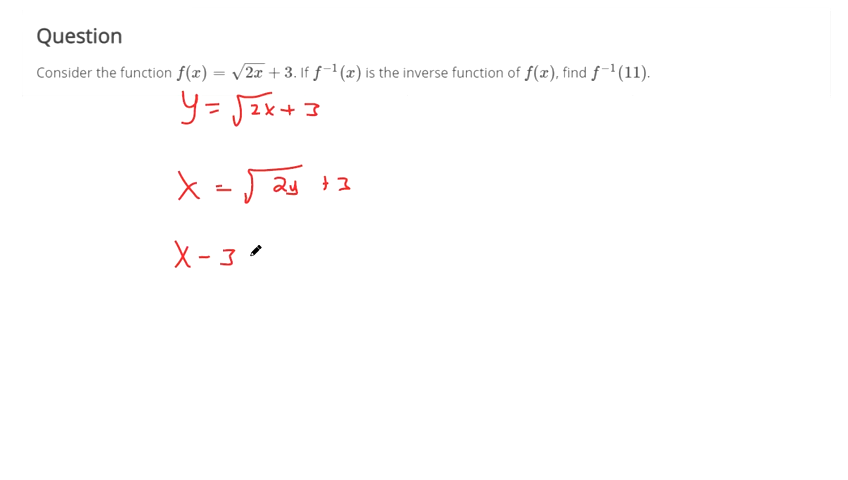 Question
Consider the function f(x) = √2x + 3. If f⁻¹(x) is the inverse function of f(x), find f⁻¹(11).
y = √2x + 3
x = √2y + 3
x - 3